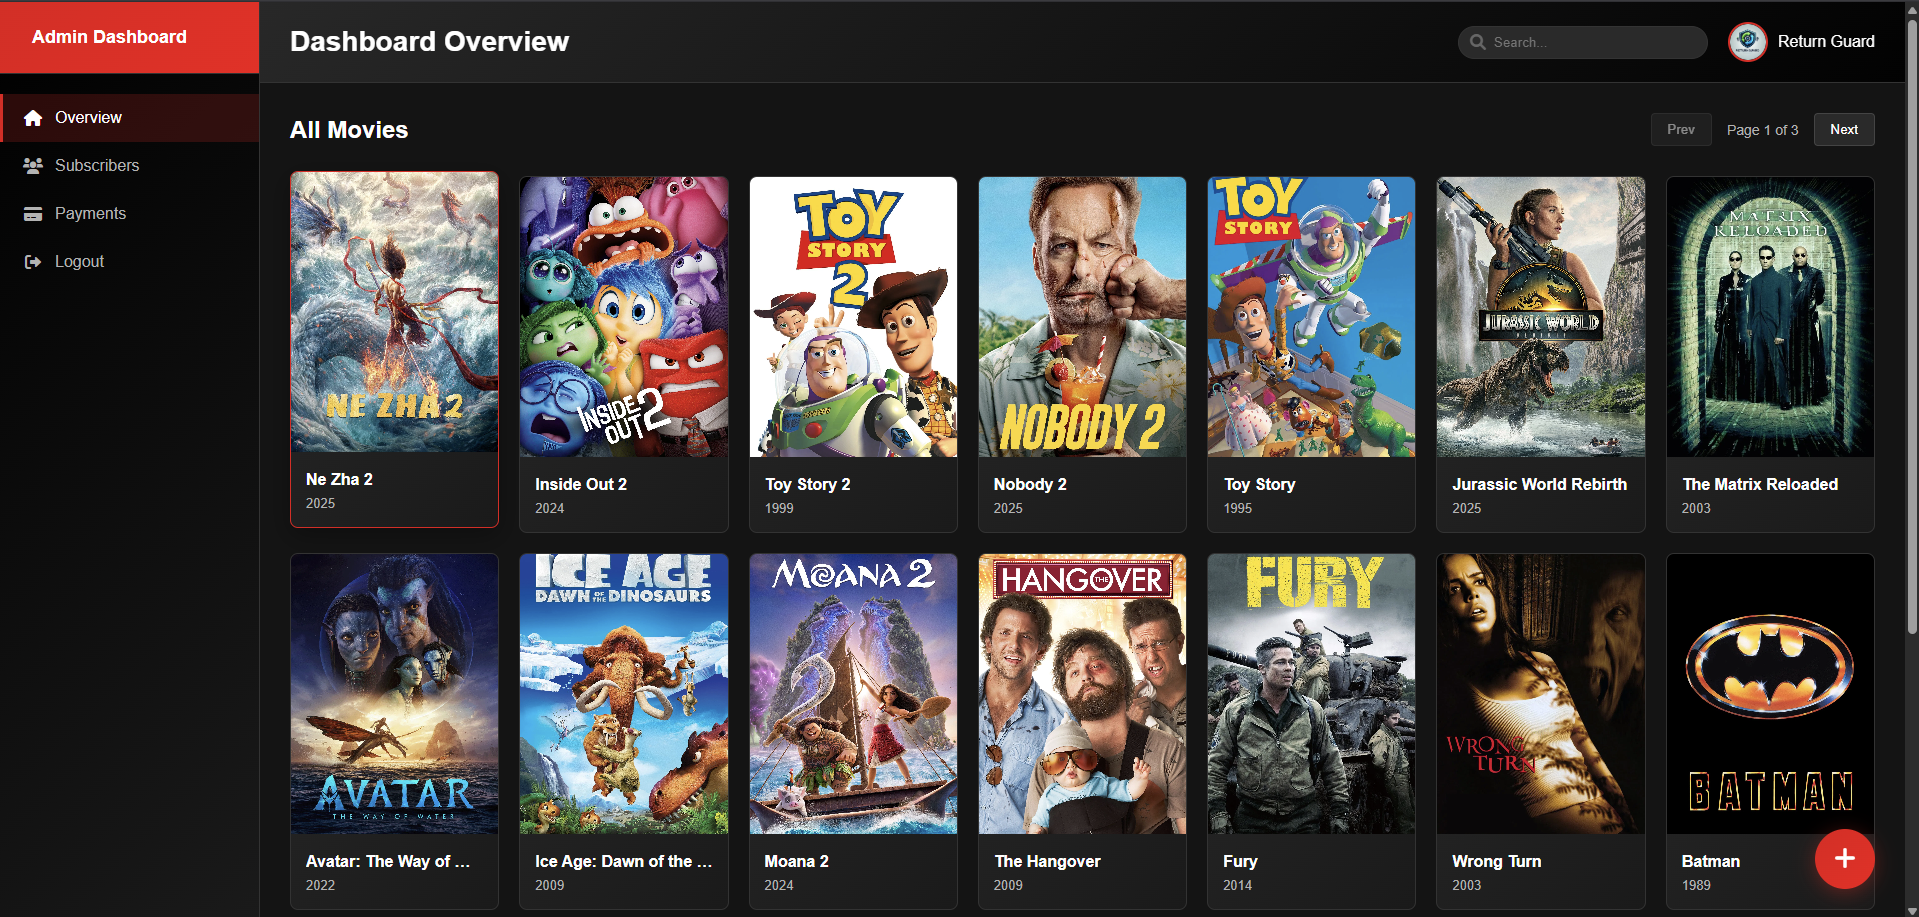 Admin Dashboard
Dashboard Overview
Search...
Return Guard
Overview
Subscribers
Payments
Logout
All Movies
Prev
Page 1 of 3
Next
NE ZHA 2
INSIDE
OUT 2
TOY
STORY
2
NOBODY 2
TOY
STORY
JURASSIC WORLD
REBIRTH
THE
MATRIX
RELOADED
Ne Zha 2
2025
Inside Out 2
2024
Toy Story 2
1999
Nobody 2
2025
Toy Story
1995
Jurassic World Rebirth
2025
The Matrix Reloaded
2003
AVATAR
THE WAY OF WATER
ICE AGE
DAWN OF THE DINOSAURS
MOANA 2
THE HANGOVER
FURY
WRONG
TURN
BATMAN
Avatar: The Way of ...
2022
Ice Age: Dawn of the ...
2009
Moana 2
2024
The Hangover
2009
Fury
2014
Wrong Turn
2003
Batman
1989
+